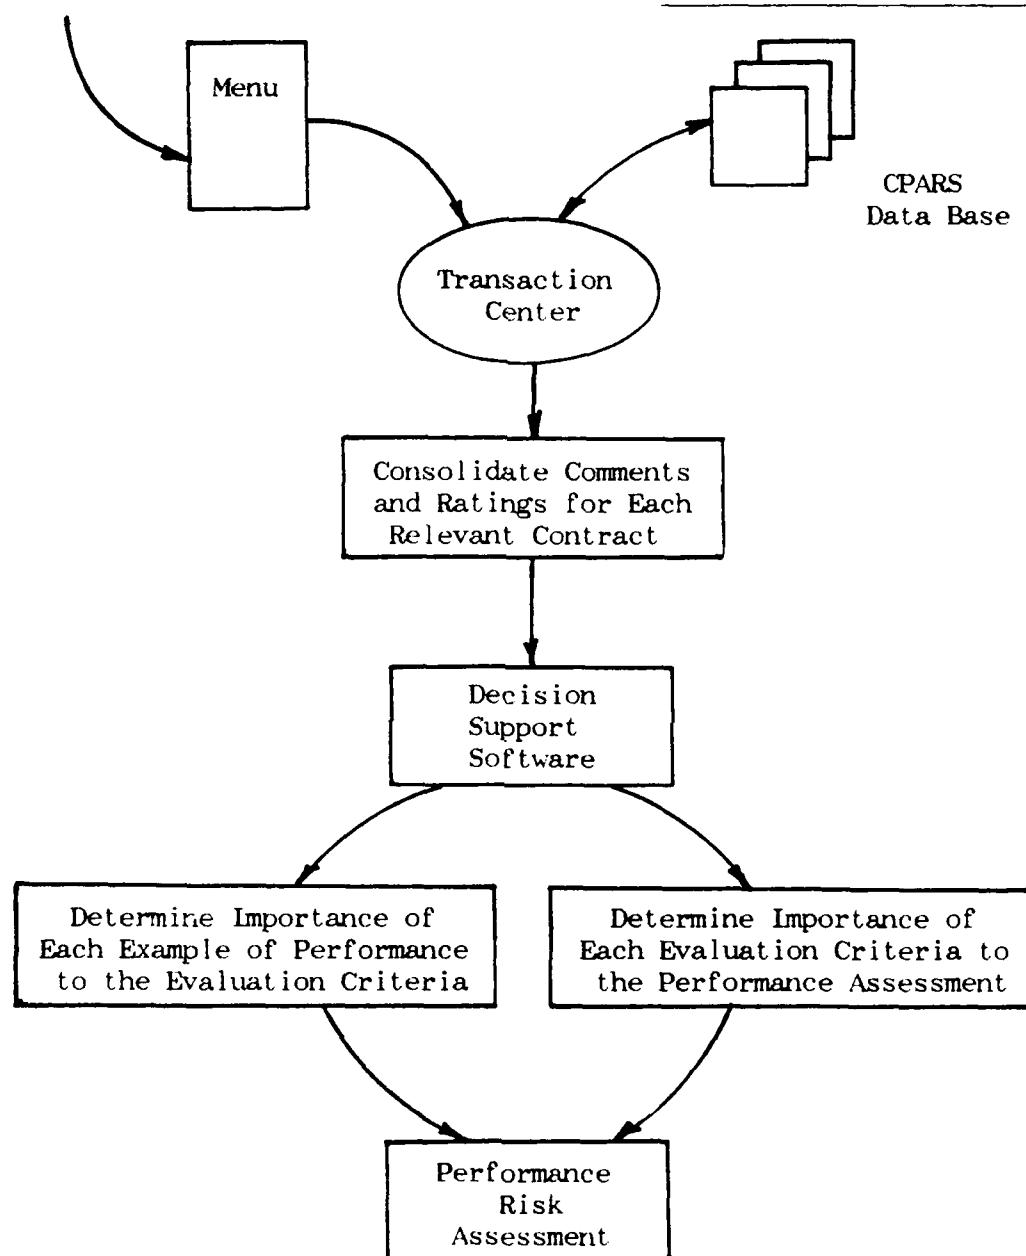 Menu
CPARS
Data Base
Transaction
Center
Consolidate Comments
and Ratings for Each
Relevant Contract
Decision
Support
Software
Determine Importance of
Each Example of Performance
to the Evaluation Criteria
Determine Importance of
Each Evaluation Criteria to
the Performance Assessment
Performance
Risk
Assessment